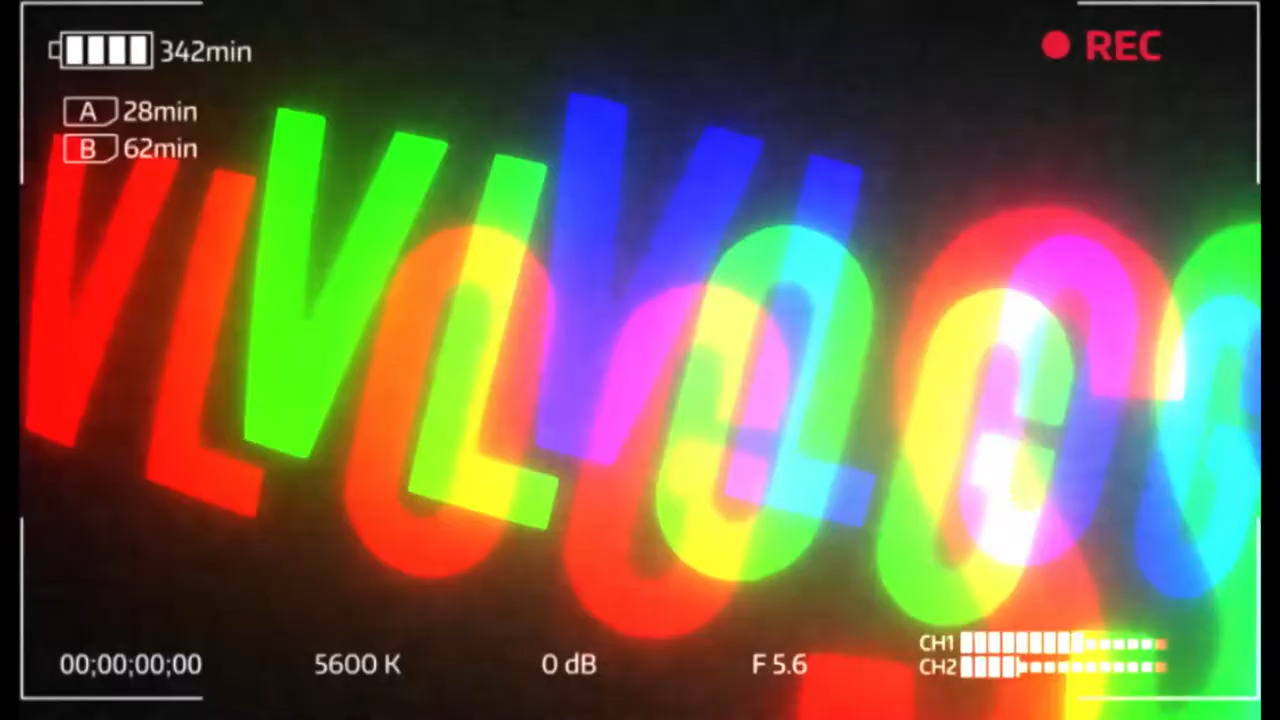 342min
REC
A 28min
B 62min
VLOG
00;00;00;00 5600 K 0 dB F 5.6
CH1
CH2